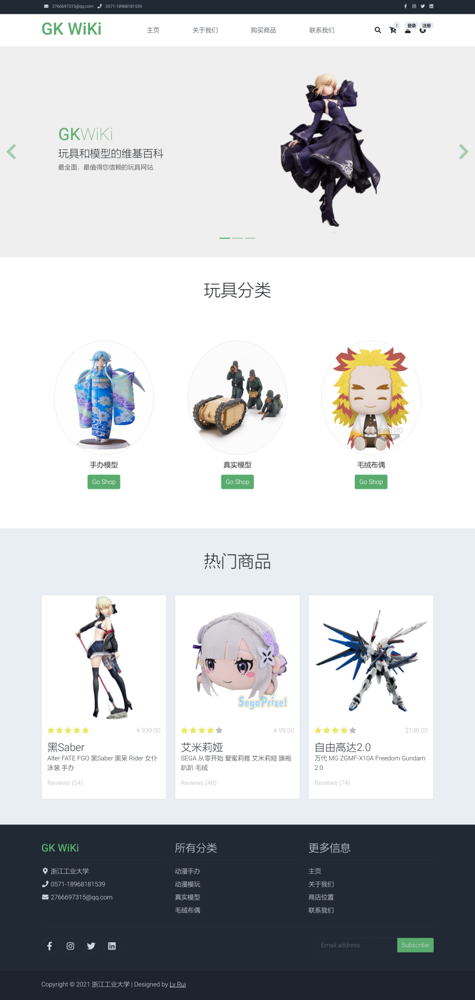 2766697315@qq.com 0571-18968181539
GK WiKi 主页 关于我们 购买商品 联系我们 ! 登录 注册
GKWiKi
玩具和模型的维基百科
最全面，最值得您信赖的玩具网站.
玩具分类
BANPRESTO
手办模型 真实模型 毛绒布偶
Go Shop Go Shop Go Shop
热门商品
SegaPrize!
¥ 939.00
黑Saber
Alter FATE FGO 黑Saber 黑呆 Rider 女仆
泳装 手办
Reviews (24)
¥ 99.00
艾米莉娅
SEGA 从零开始 爱蜜莉雅 艾米莉娅 旗袍
趴趴 毛绒
Reviews (48)
$138.00
自由高达2.0
万代 MG ZGMF-X10A Freedom Gundam
2.0
Reviews (74)
GK WiKi
浙江工业大学
0571-18968181539
2766697315@qq.com
所有分类
动漫手办
动漫模玩
真实模型
毛绒布偶
更多信息
主页
关于我们
商店位置
联系我们
Email address Subscribe
Copyright © 2021 浙江工业大学 | Designed by Lv Rui